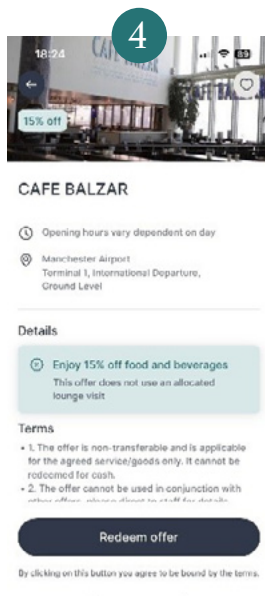 4
18:24
89
CAFE BALZAR
15% off
CAFE BALZAR
Opening hours vary dependent on day
Manchester Airport
Terminal 1, International Departure,
Ground Level
Details
Enjoy 15% off food and beverages
This offer does not use an allocated
lounge visit
Terms
• 1. The offer is non-transferable and is applicable
for the agreed service/goods only. It cannot be
redeemed for cash.
• 2. The offer cannot be used in conjunction with
other offers, please direct to staff for details
Redeem offer
By clicking on this button you agree to be bound by the terms.